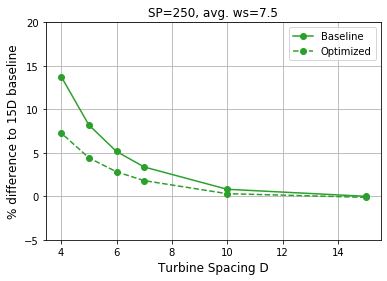 SP=250, avg. ws=7.5
Baseline
Optimized
% difference to 15D baseline
20
15
10
5
0
−5
4
6
8
10
12
14
Turbine Spacing D